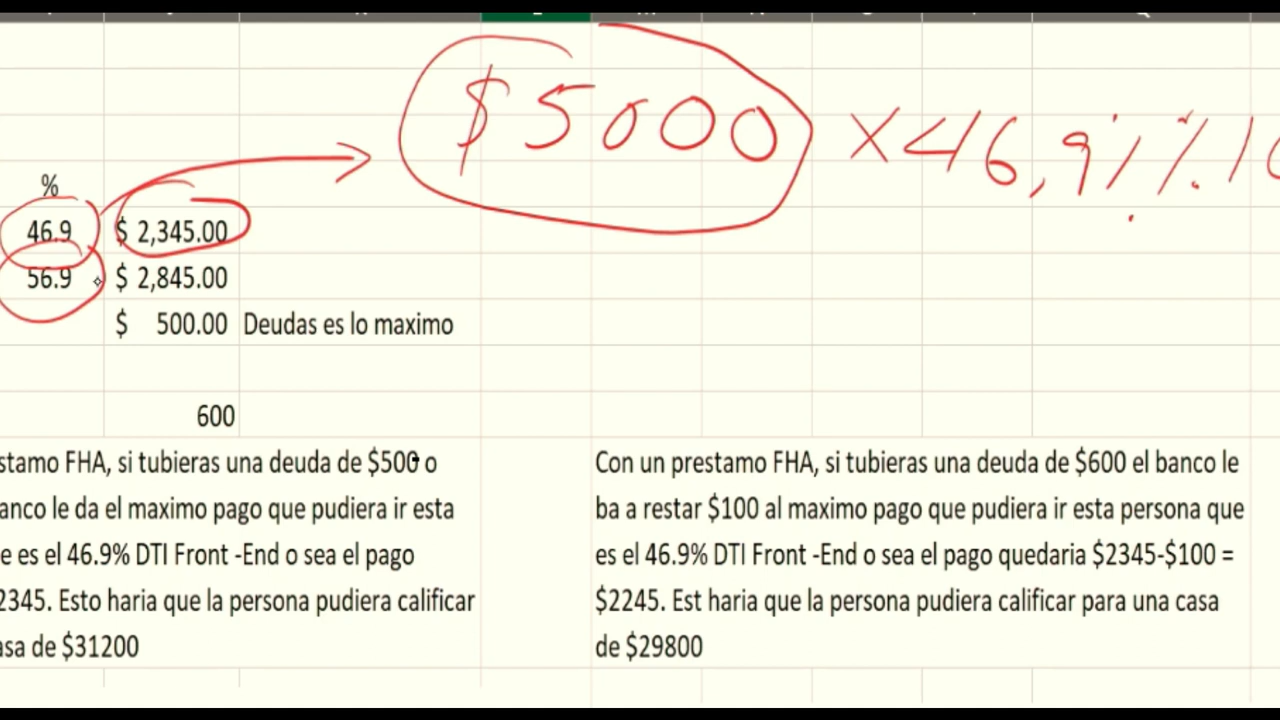 $ 5000 X 46,9%
%
46.9 $ 2,345.00
56.9 $ 2,845.00
$ 500.00 Deudas es lo maximo
600
FHA, si tubieras una deuda de $500 o
le da el maximo pago que pudiera ir esta
es el 46.9% DTI Front -End o sea el pago
2345. Esto haria que la persona pudiera calificar
de $31200
Con un prestamo FHA, si tubieras una deuda de $600 el banco le
ba a restar $100 al maximo pago que pudiera ir esta persona que
es el 46.9% DTI Front -End o sea el pago quedaria $2345-$100 =
$2245. Est haria que la persona pudiera calificar para una casa
de $29800